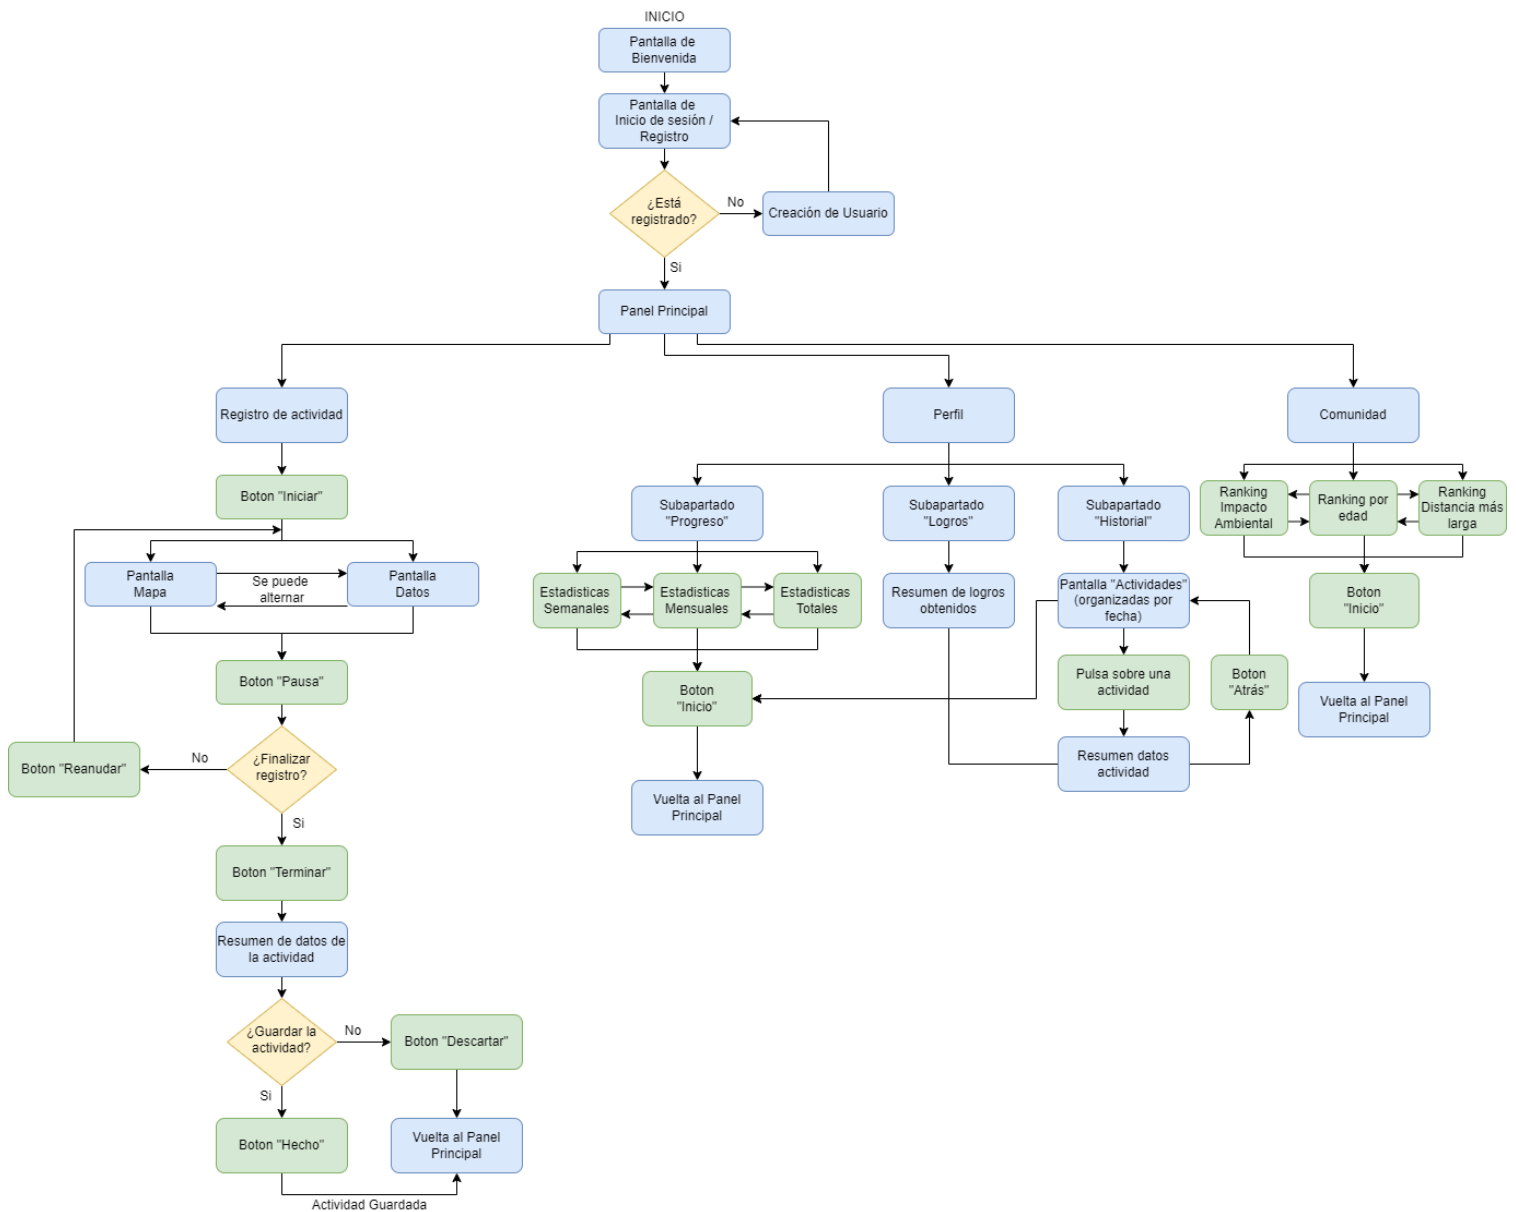 INICIO
Pantalla de
Bienvenida
Pantalla de
Inicio de sesión /
Registro
¿Está
registrado?
No
Creación de Usuario
Si
Panel Principal
Registro de actividad
Perfil
Comunidad
Boton "Iniciar"
Subapartado
"Progreso"
Subapartado
"Logros"
Subapartado
"Historial"
Ranking
Impacto
Ambiental
Ranking por
edad
Ranking
Distancia más
larga
Pantalla
Mapa
Se puede
alternar
Pantalla
Datos
Estadisticas
Semanales
Estadisticas
Mensuales
Estadisticas
Totales
Resumen de logros
obtenidos
Pantalla "Actividades"
(organizadas por
fecha)
Boton
"Inicio"
Boton "Pausa"
Boton
"Inicio"
Pulsa sobre una
actividad
Boton
"Atrás"
Vuelta al Panel
Principal
¿Finalizar
registro?
No
Boton "Reanudar"
Resumen datos
actividad
Vuelta al Panel
Principal
Si
Boton "Terminar"
Resumen de datos de
la actividad
¿Guardar la
actividad?
No
Boton "Descartar"
Si
Boton "Hecho"
Vuelta al Panel
Principal
Actividad Guardada